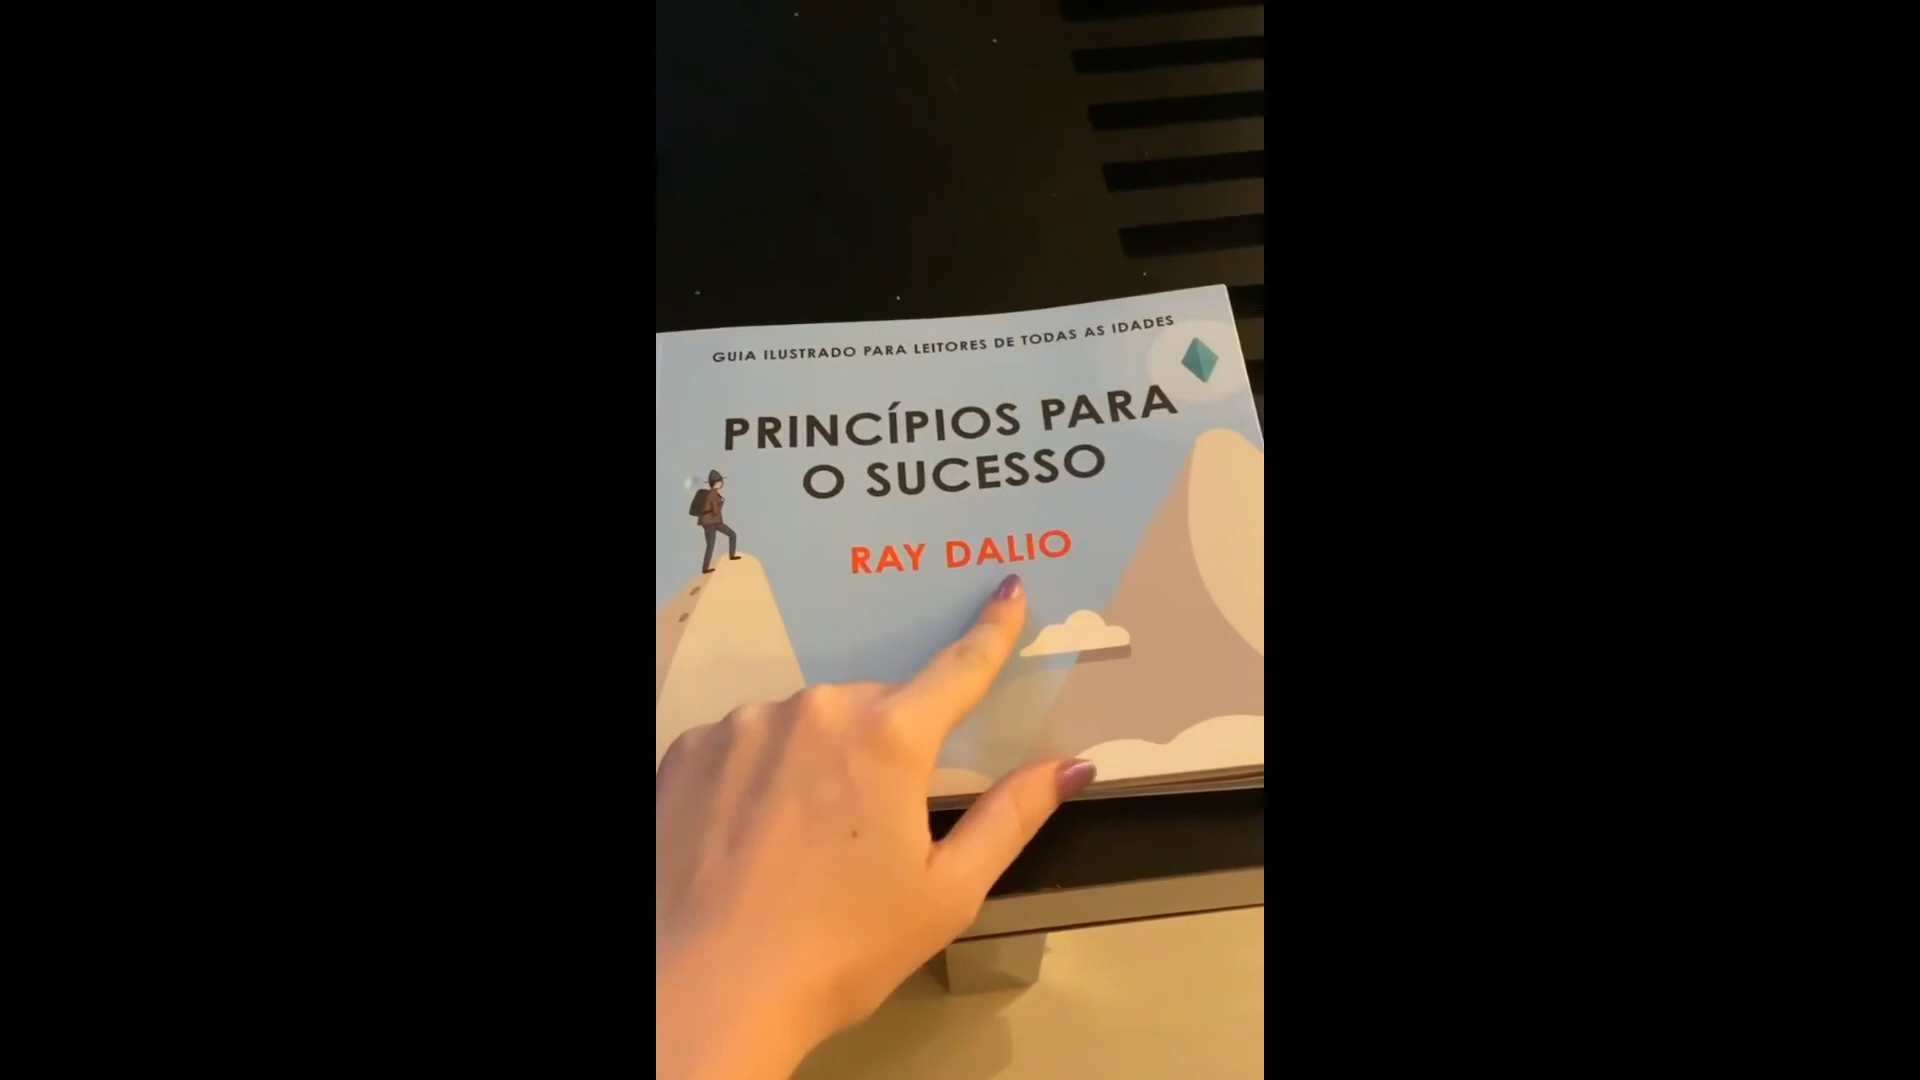 GUIA ILUSTRADO PARA LEITORES DE TODAS AS IDADES
PRINCÍPIOS PARA
O SUCESSO
RAY DALIO